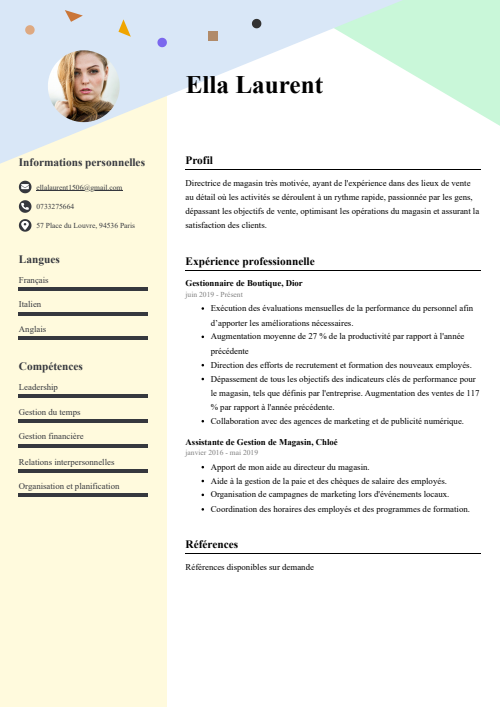 Ella Laurent
Informations personnelles
ellalaurent1506@gmail.com
0733275664
57 Place du Louvre, 94536 Paris
Langues
Français
Italien
Anglais
Compétences
Leadership
Gestion du temps
Gestion financière
Relations interpersonnelles
Organisation et planification
Profil
Directrice de magasin très motivée, ayant de l'expérience dans des lieux de vente
au détail où les activités se déroulent à un rythme rapide, passionnée par les gens,
dépassant les objectifs de vente, optimisant les opérations du magasin et assurant la
satisfaction des clients.
Expérience professionnelle
Gestionnaire de Boutique, Dior
juin 2019 - Présent
• Exécution des évaluations mensuelles de la performance du personnel afin
d'apporter les améliorations nécessaires.
• Augmentation moyenne de 27 % de la productivité par rapport à l'année
précédente
• Direction des efforts de recrutement et formation des nouveaux employés.
• Dépassement de tous les objectifs des indicateurs clés de performance pour
le magasin, tels que définis par l'entreprise. Augmentation des ventes de 117
% par rapport à l'année précédente.
• Collaboration avec des agences de marketing et de publicité numérique.
Assistante de Gestion de Magasin, Chloé
janvier 2016 - mai 2019
• Apport de mon aide au directeur du magasin.
• Aide à la gestion de la paie et des chèques de salaire des employés.
• Organisation de campagnes de marketing lors d'événements locaux.
• Coordination des horaires des employés et des programmes de formation.
Références
Références disponibles sur demande